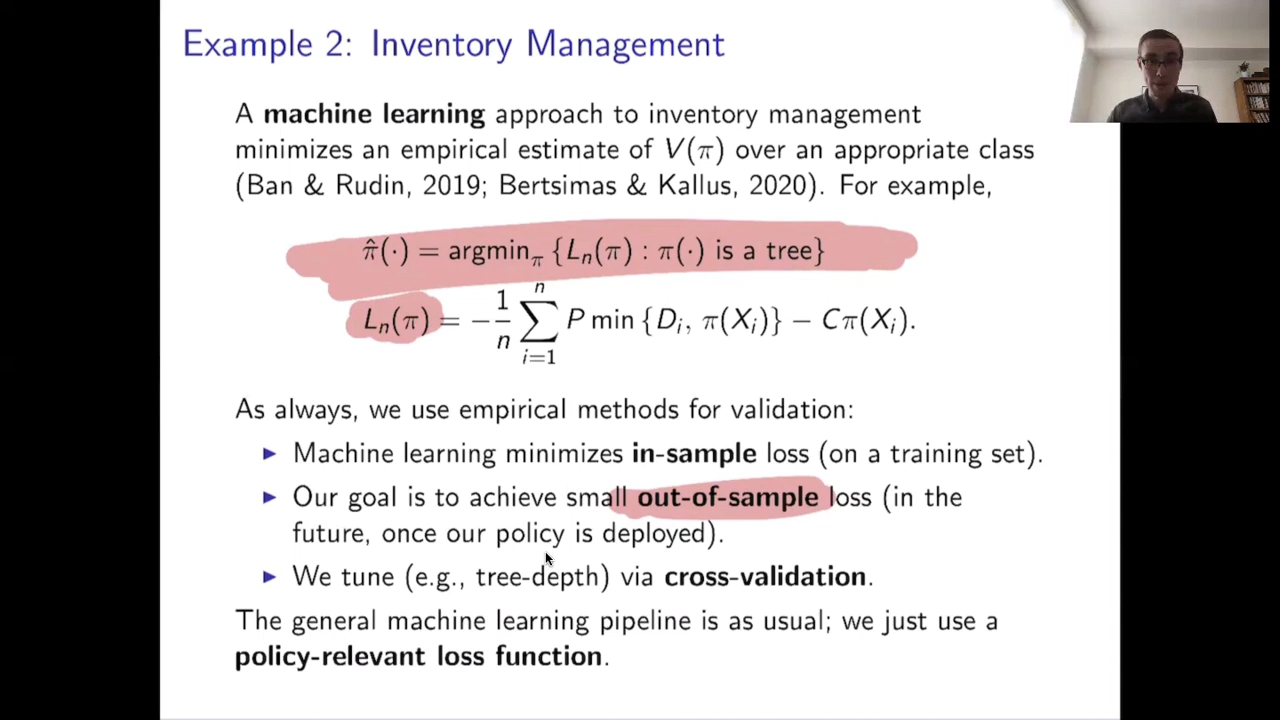 Example 2: Inventory Management
A machine learning approach to inventory management
minimizes an empirical estimate of V(π) over an appropriate class
(Ban & Rudin, 2019; Bertsimas & Kallus, 2020). For example,
π̂(·) = argmin_π {L_n(π) : π(·) is a tree}
L_n(π) = −(1/n) ∑_{i=1}^{n} P min {D_i, π(X_i)} − Cπ(X_i).
As always, we use empirical methods for validation:
▶ Machine learning minimizes in-sample loss (on a training set).
▶ Our goal is to achieve small out-of-sample loss (in the
future, once our policy is deployed).
▶ We tune (e.g., tree-depth) via cross-validation.
The general machine learning pipeline is as usual; we just use a
policy-relevant loss function.